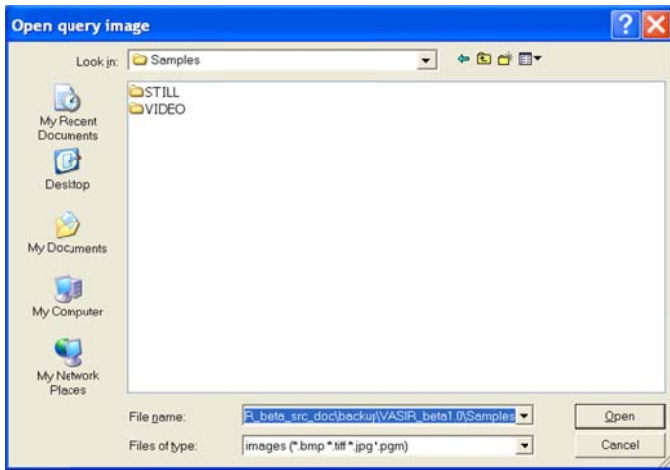 Open query image
Look in:
Samples
STILL
VIDEO
My Recent
Documents
Desktop
My Documents
My Computer
My Network
Places
File name:
R_beta_src_doc\backup\VASIR_beta1.0\Samples
Open
Files of type:
images (*.bmp *.tiff *.jpg *.pgm)
Cancel